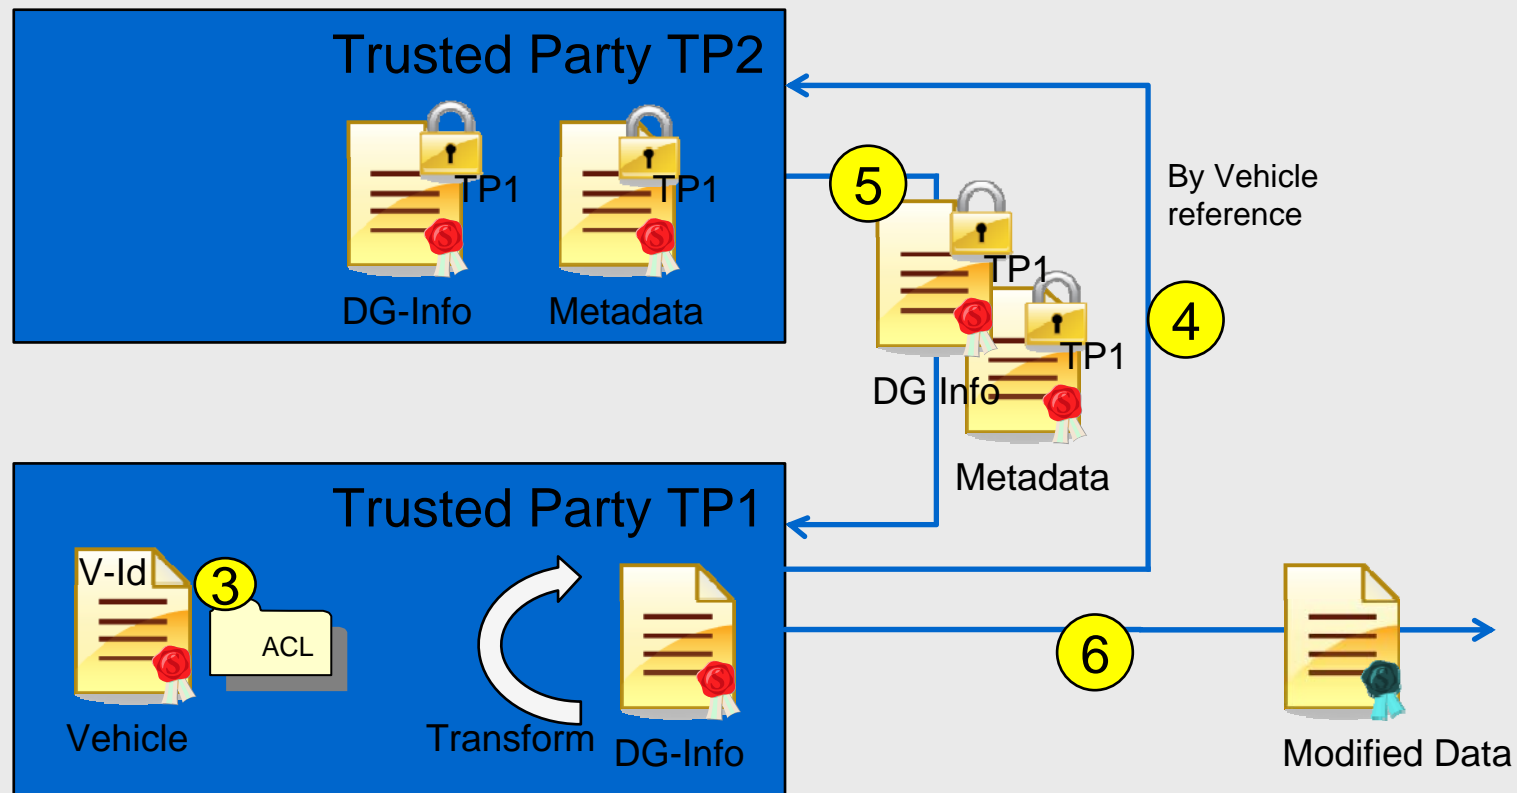 Trusted Party TP2
TP1
TP1
DG-Info
Metadata
5
TP1
TP1
DG Info
Metadata
By Vehicle
reference
4
Trusted Party TP1
V-Id
3
ACL
Vehicle
Transform
DG-Info
6
Modified Data